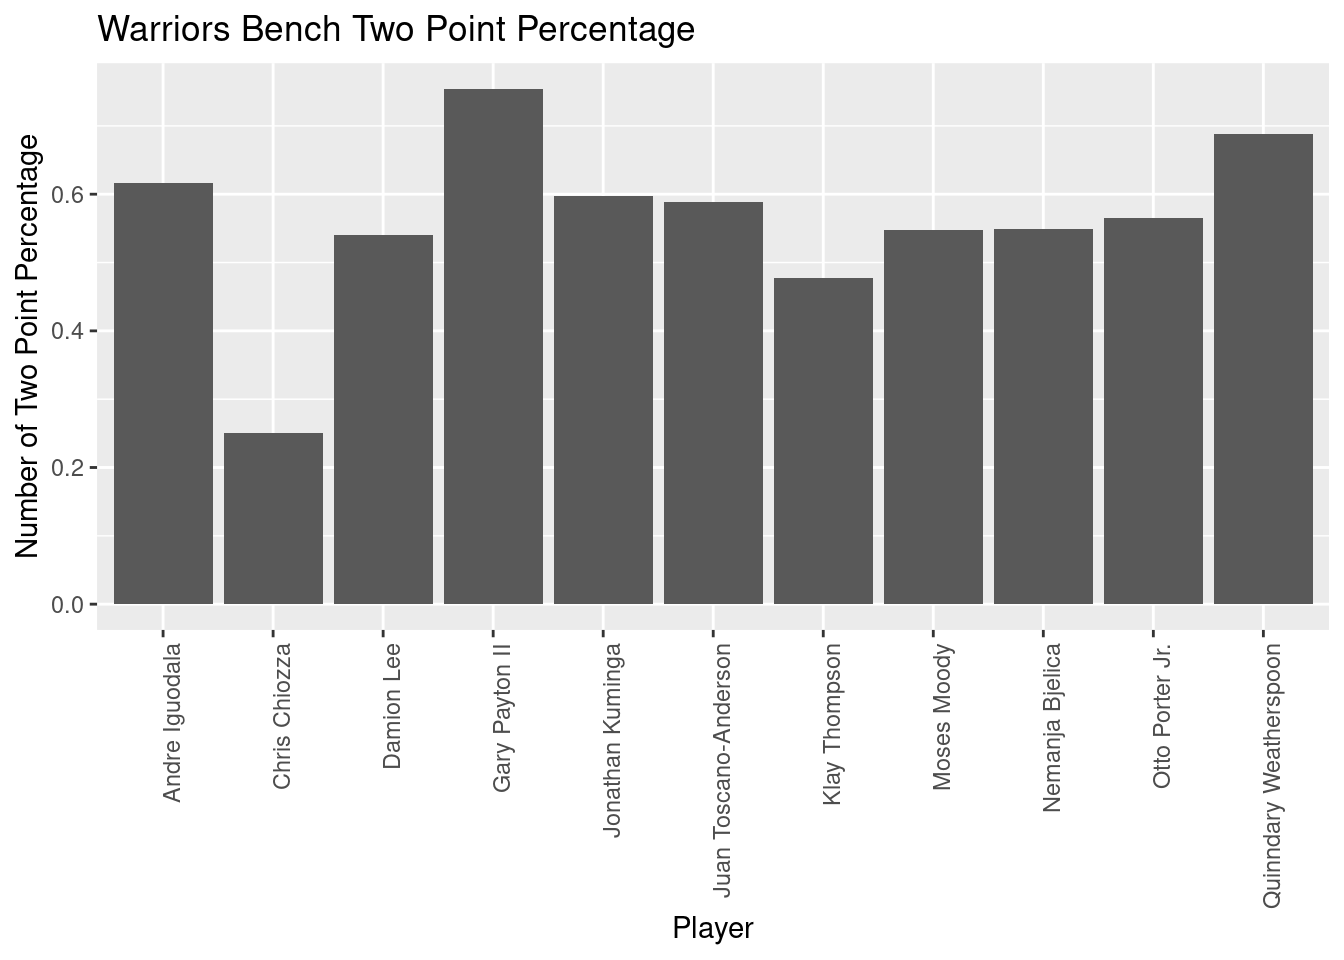 Warriors Bench Two Point Percentage
Number of Two Point Percentage
0.6
0.4
0.2
0.0
Andre Iguodala
Chris Chiozza
Damion Lee
Gary Payton II
Jonathan Kuminga
Juan Toscano-Anderson
Klay Thompson
Moses Moody
Nemanja Bjelica
Otto Porter Jr.
Quinndary Weatherspoon
Player